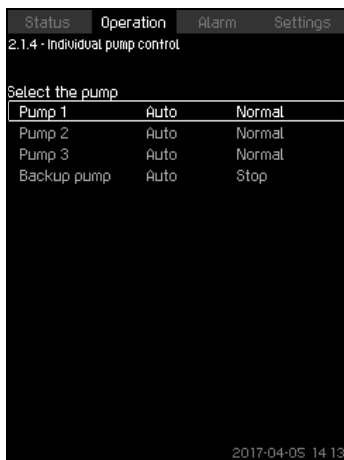 Status Operation Alarm Settings
2.1.4 - Individual pump control
Select the pump
Pump 1 Auto Normal
Pump 2 Auto Normal
Pump 3 Auto Normal
Backup pump Auto Stop
2017-04-05 14 13